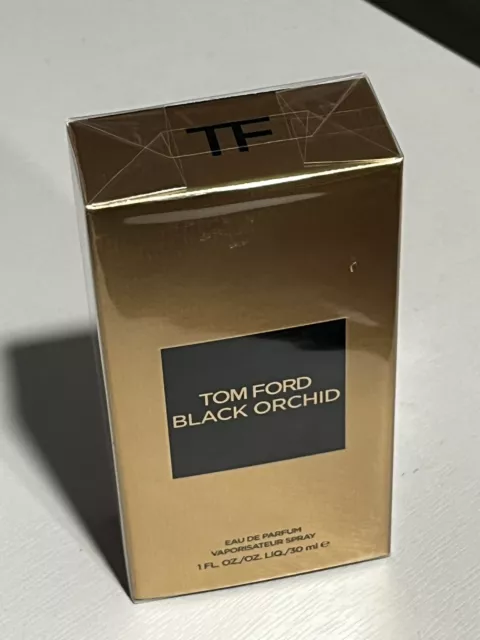 TF
TOM FORD
BLACK ORCHID
EAU DE PARFUM
VAPORISATEUR SPRAY
1 FL. OZ./OZ. LIQ./30 ml ℮